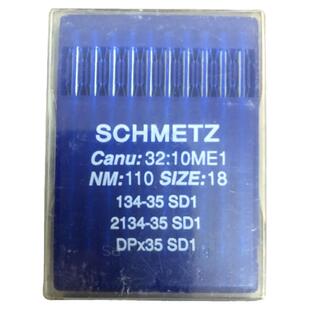 SCHMETZ
Canu: 32:10ME1
NM:110 SIZE:18
134-35 SD1
2134-35 SD1
DPx35 SD1